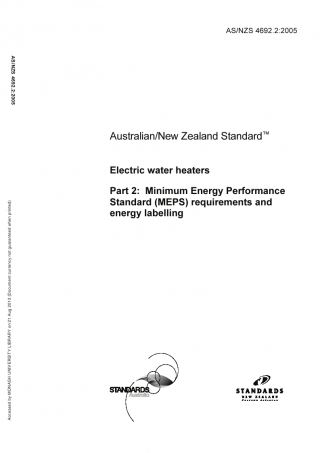 AS/NZS 4692.2:2005
AS/NZS 4692.2:2005
Australian/New Zealand Standard™
Electric water heaters
Part 2: Minimum Energy Performance
Standard (MEPS) requirements and
energy labelling
Accessed by MONASH UNIVERSITY LIBRARY on 21 Aug 2010 (Document currency not guaranteed when printed)
STANDARDS
Australia
STANDARDS
NEW ZEALAND